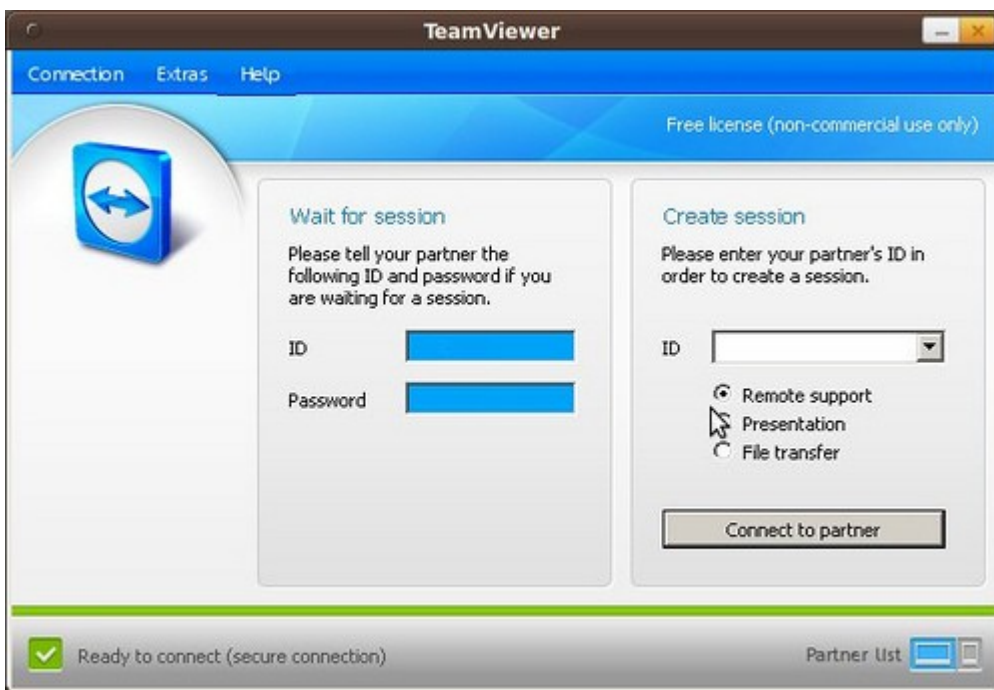 TeamViewer
Connection Extras Help
Free license (non-commercial use only)
Wait for session
Please tell your partner the
following ID and password if you
are waiting for a session.
ID
Password
Create session
Please enter your partner's ID in
order to create a session.
ID
Remote support
Presentation
File transfer
Connect to partner
Ready to connect (secure connection)
Partner list